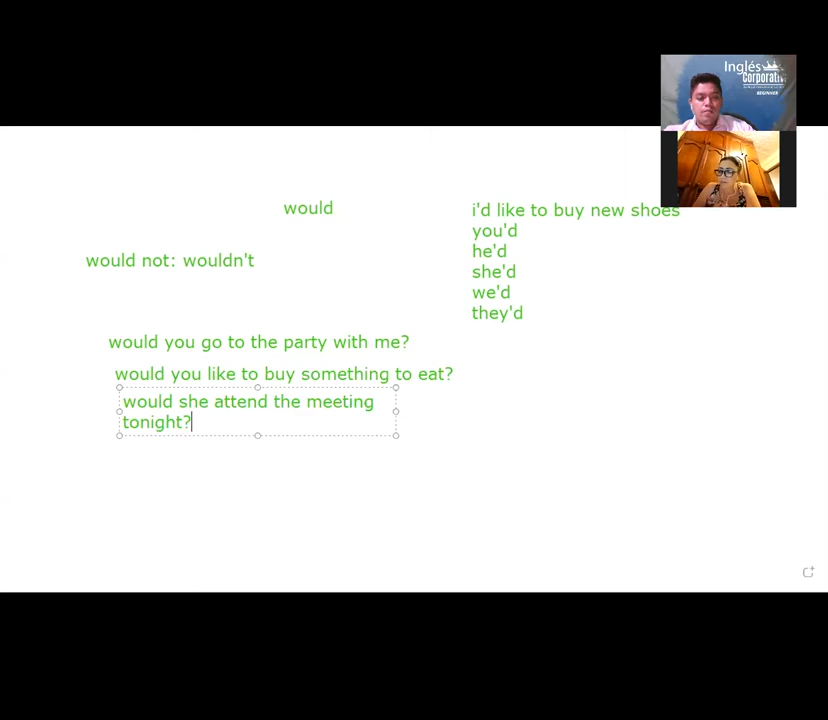 Inglés
Corporativo
BEGINNER
would
i'd like to buy new shoes
you'd
he'd
she'd
we'd
they'd
would not: wouldn't
would you go to the party with me?
would you like to buy something to eat?
would she attend the meeting
tonight?